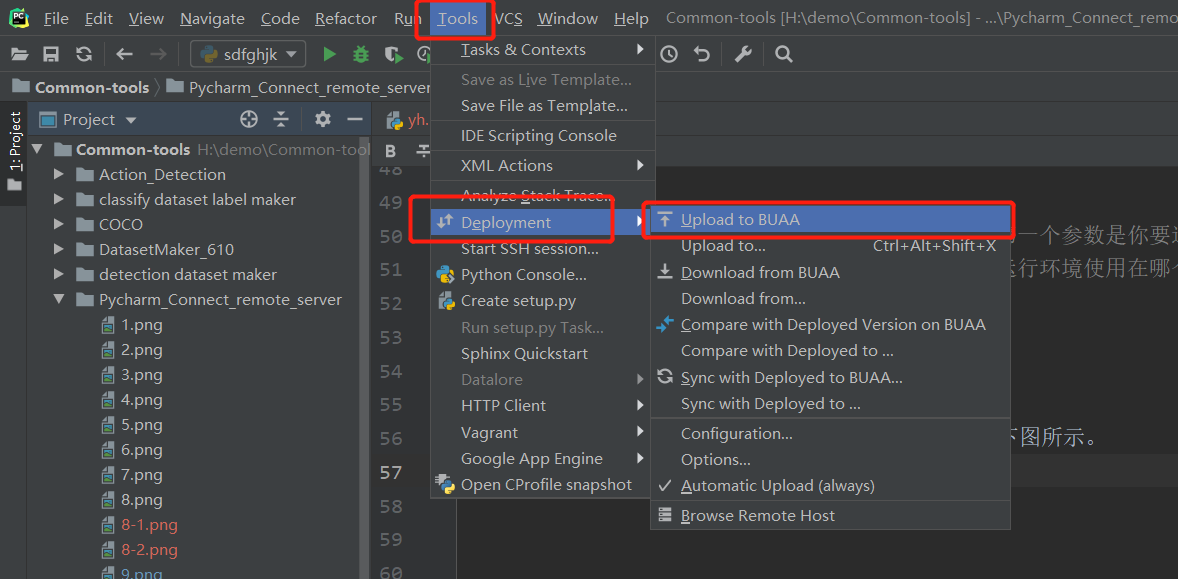 PC File Edit View Navigate Code Refactor Run Tools VCS Window Help Common-tools [H:\demo\Common-tools] - ...\Pycharm_Connect_remo
sdfghjk
Common-tools Pycharm_Connect_remote_server
1: Project
Project
yh.
Common-tools H:\demo\Common-tool
Action_Detection
classify dataset label maker
COCO
DatasetMaker_610
detection dataset maker
Pycharm_Connect_remote_server
1.png
2.png
3.png
4.png
5.png
6.png
7.png
8.png
8-1.png
8-2.png
9.png
B
48
49
50
51
52
53
54
55
56
57
58
59
60
一个参数是你要
运行环境使用在哪
下图所示。
Tasks & Contexts
Save as Live Template...
Save File as Template...
IDE Scripting Console
XML Actions
Analyze Stack Trace...
Deployment
Start SSH session...
Python Console...
Create setup.py
Run setup.py Task...
Sphinx Quickstart
Datalore
HTTP Client
Vagrant
Google App Engine
Open CProfile snapshot
Upload to BUAA
Upload to... Ctrl+Alt+Shift+X
Download from BUAA
Download from...
Compare with Deployed Version on BUAA
Compare with Deployed to ...
Sync with Deployed to BUAA...
Sync with Deployed to ...
Configuration...
Options...
Automatic Upload (always)
Browse Remote Host